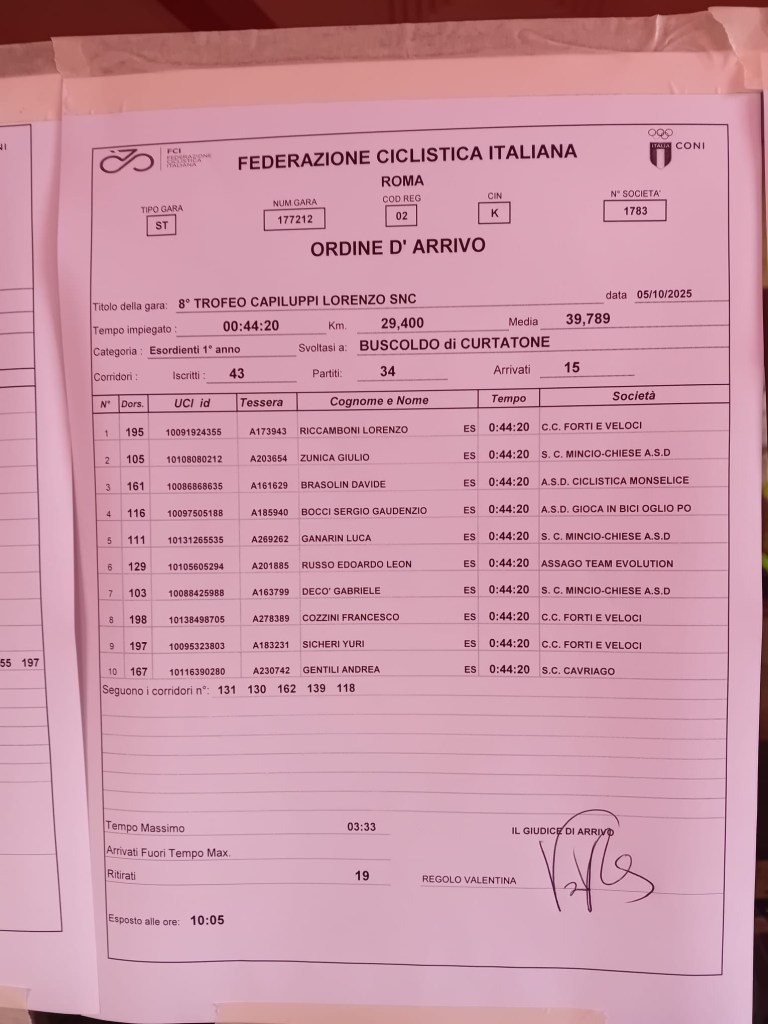 FCI
FEDERAZIONE
CICLISTICA
ITALIANA
FEDERAZIONE CICLISTICA ITALIANA
ITALIA
CONI
ROMA
TIPO GARA NUM.GARA COD.REG CIN N° SOCIETA'
ST 177212 02 K 1783
ORDINE D' ARRIVO
Titolo della gara: 8° TROFEO CAPILUPPI LORENZO SNC data 05/10/2025
Tempo impiegato : 00:44:20 Km. 29,400 Media 39,789
Categoria : Esordienti 1° anno Svoltasi a: BUSCOLDO di CURTATONE
Corridori : Iscritti : 43 Partiti: 34 Arrivati 15
N° Dors. UCI id Tessera Cognome e Nome Tempo Società
1 195 10091924355 A173943 RICCAMBONI LORENZO ES 0:44:20 C.C. FORTI E VELOCI
2 105 10108080212 A203654 ZUNICA GIULIO ES 0:44:20 S. C. MINCIO-CHIESE A.S.D
3 161 10086868635 A161629 BRASOLIN DAVIDE ES 0:44:20 A.S.D. CICLISTICA MONSELICE
4 116 10097505188 A185940 BOCCI SERGIO GAUDENZIO ES 0:44:20 A.S.D. GIOCA IN BICI OGLIO PO
5 111 10131265535 A269262 GANARIN LUCA ES 0:44:20 S. C. MINCIO-CHIESE A.S.D
6 129 10105605294 A201885 RUSSO EDOARDO LEON ES 0:44:20 ASSAGO TEAM EVOLUTION
7 103 10088425988 A163799 DECO' GABRIELE ES 0:44:20 S. C. MINCIO-CHIESE A.S.D
8 198 10138498705 A278389 COZZINI FRANCESCO ES 0:44:20 C.C. FORTI E VELOCI
9 197 10095323803 A183231 SICHERI YURI ES 0:44:20 C.C. FORTI E VELOCI
10 167 10116390280 A230742 GENTILI ANDREA ES 0:44:20 S.C. CAVRIAGO
Seguono i corridori n°: 131 130 162 139 118
55 197
Tempo Massimo 03:33
IL GIUDICE DI ARRIVO
Arrivati Fuori Tempo Max.
Ritirati 19
REGOLO VALENTINA
Esposto alle ore: 10:05